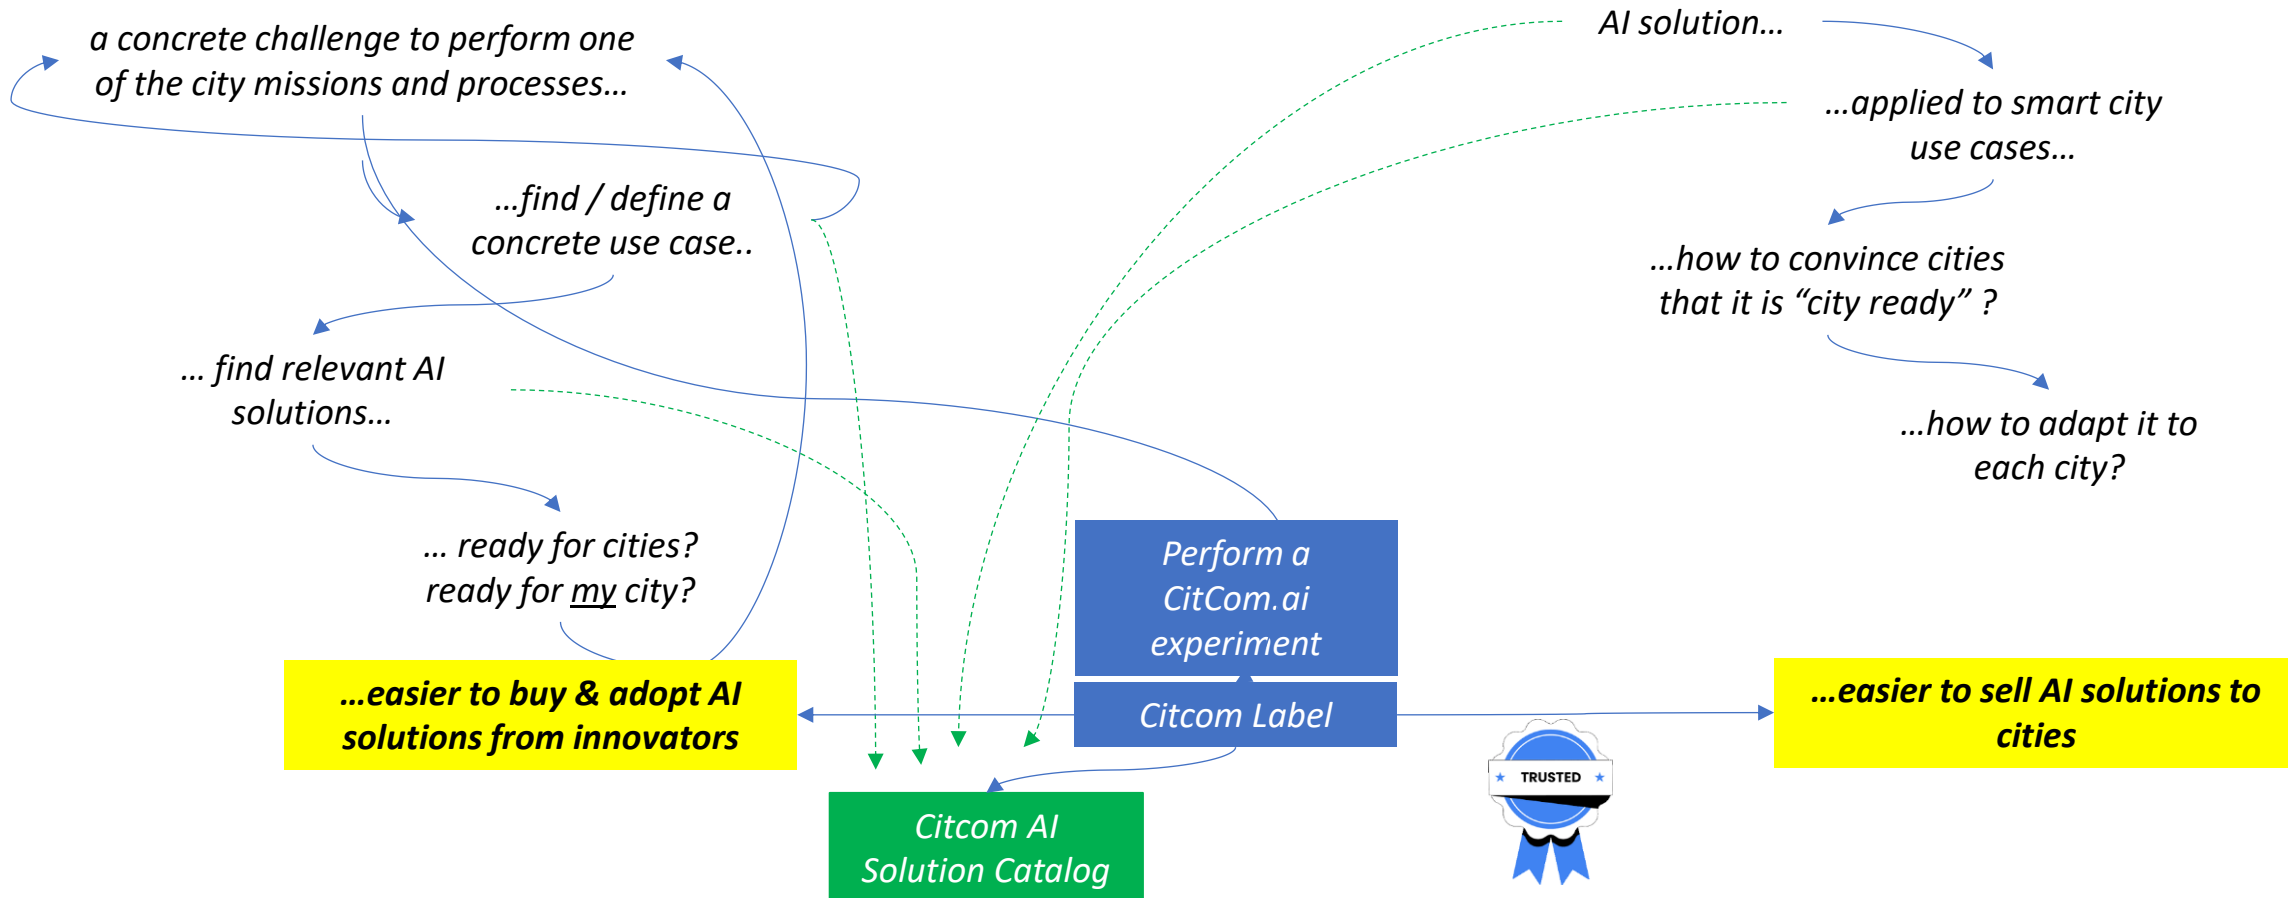 a concrete challenge to perform one
of the city missions and processes…
…find / define a
concrete use case..
… find relevant AI
solutions…
… ready for cities?
ready for my city?
…easier to buy & adopt AI
solutions from innovators
AI solution…
…applied to smart city
use cases…
…how to convince cities
that it is “city ready” ?
…how to adapt it to
each city?
Perform a
CitCom.ai
experiment
Citcom Label
…easier to sell AI solutions to
cities
TRUSTED
Citcom AI
Solution Catalog